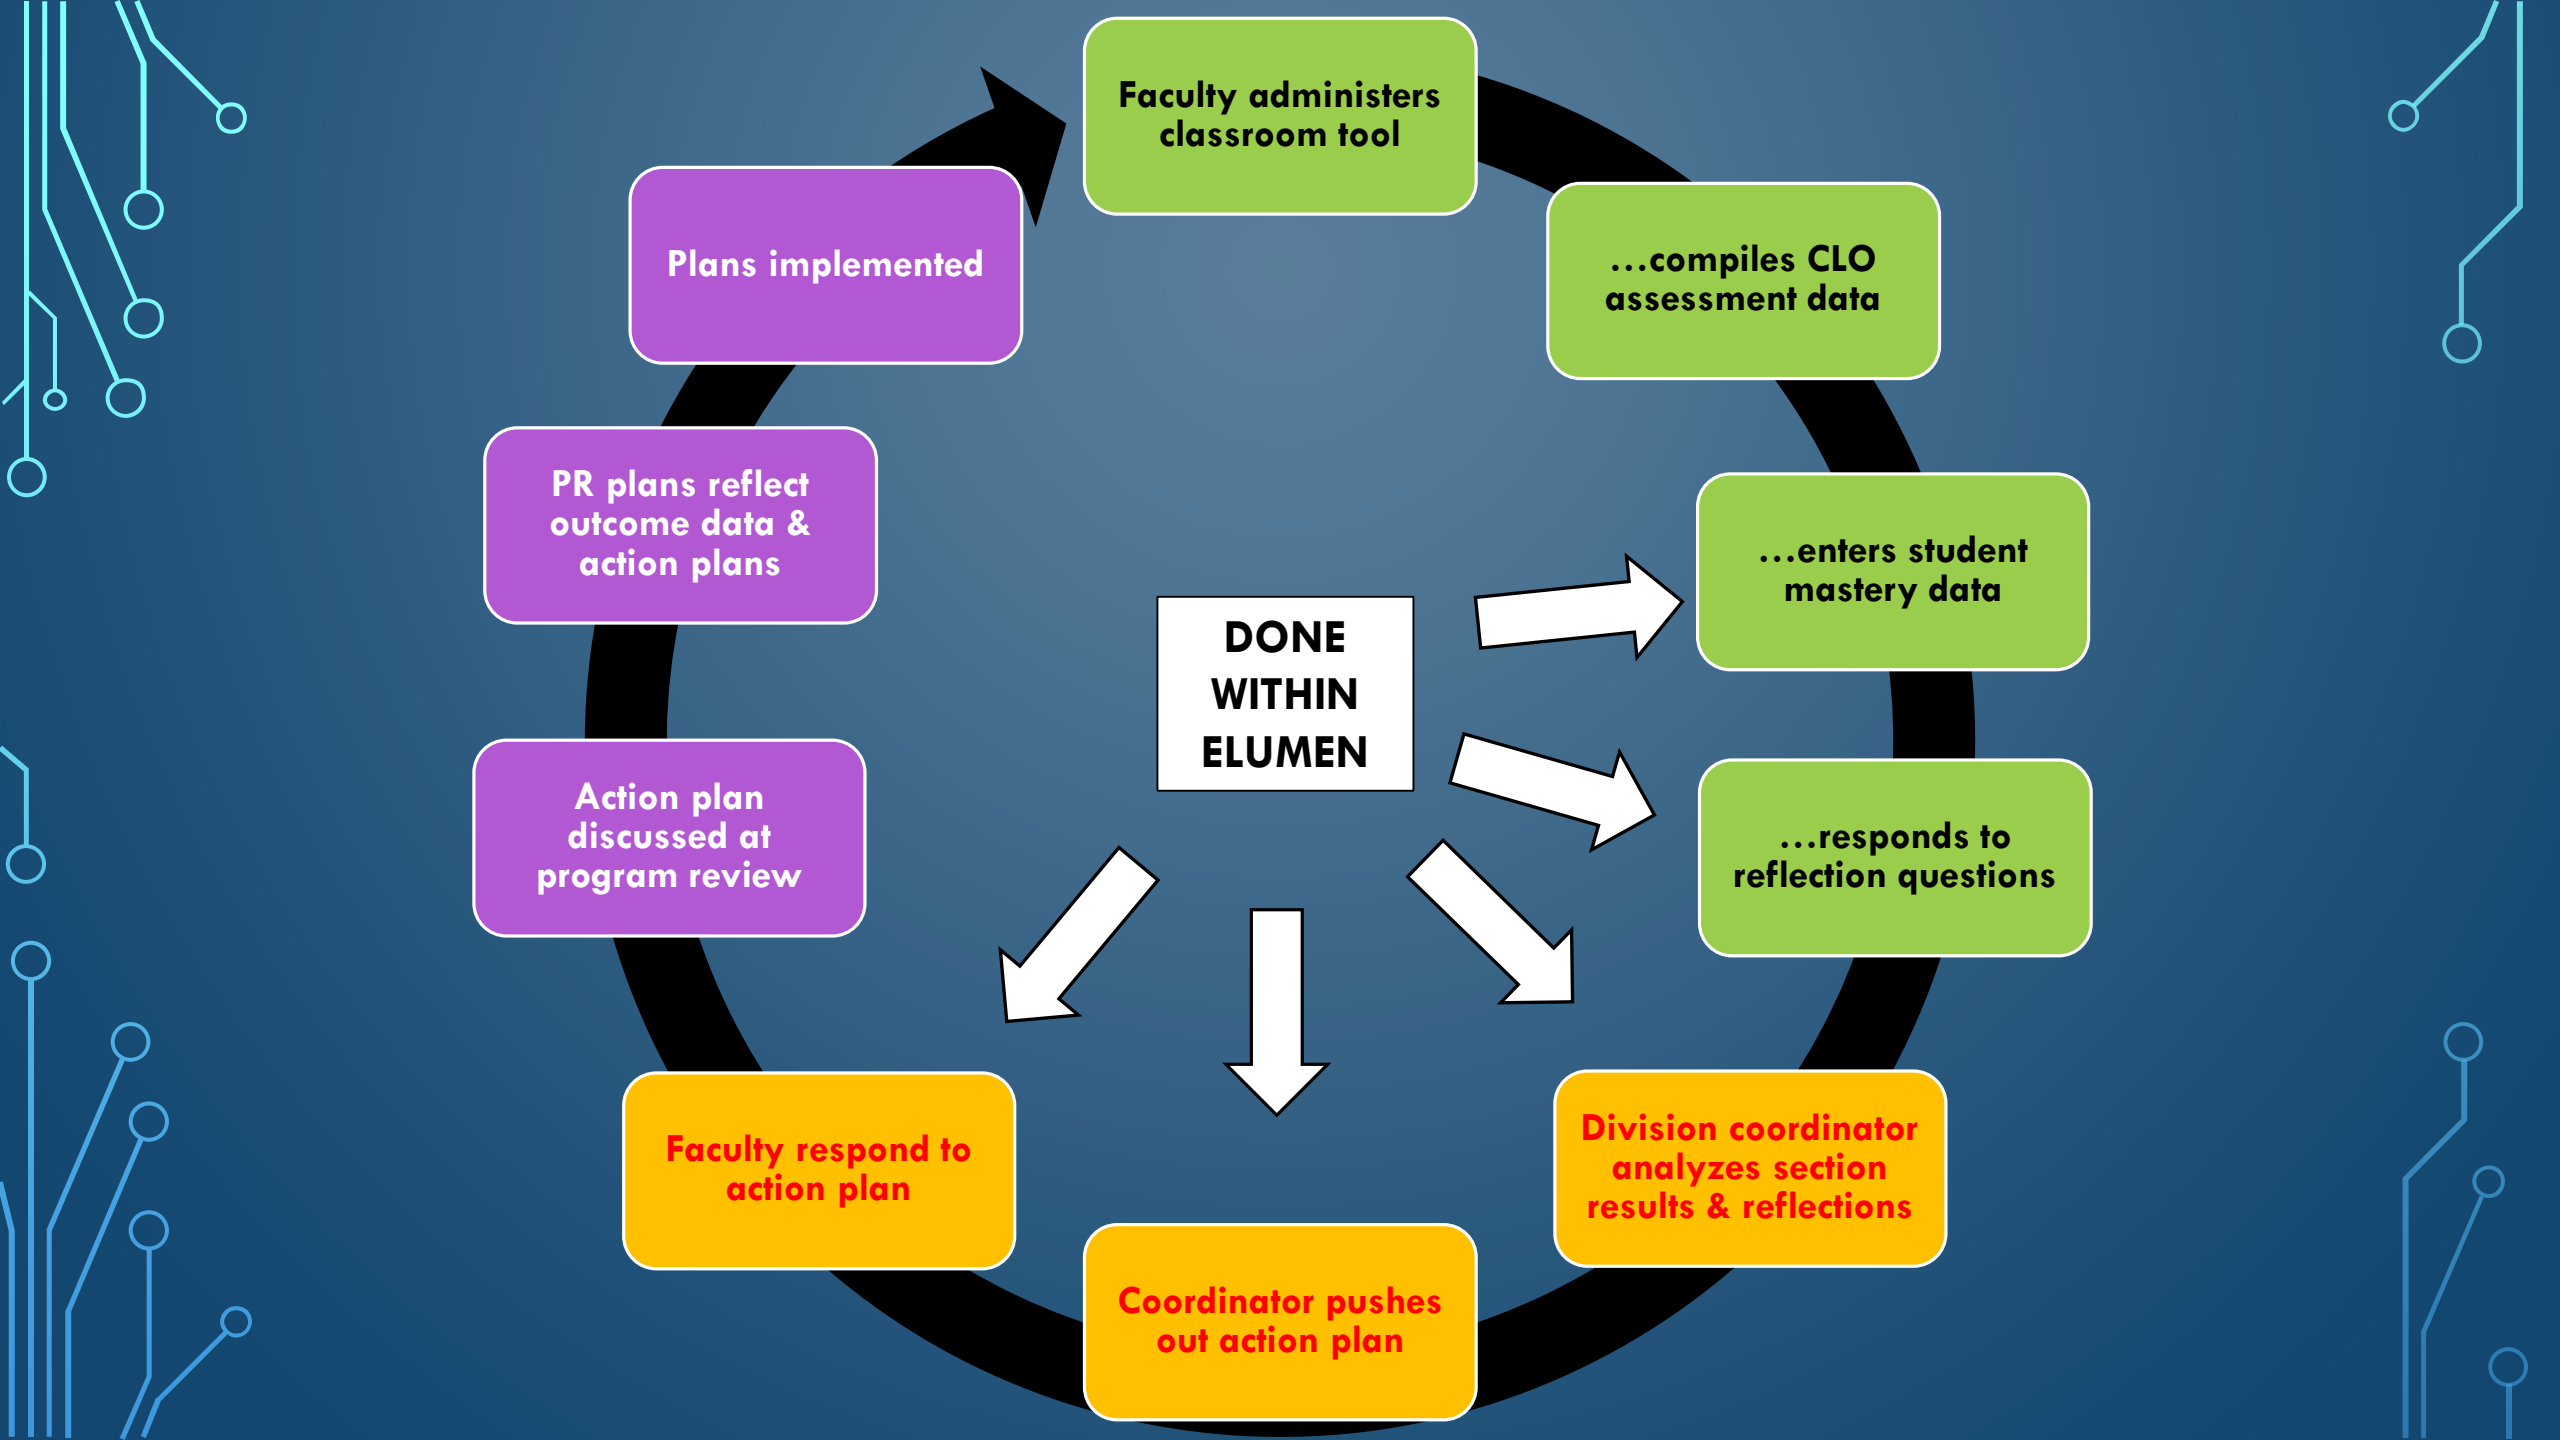 Faculty administers
classroom tool
…compiles CLO
assessment data
…enters student
mastery data
…responds to
reflection questions
Division coordinator
analyzes section
results & reflections
Coordinator pushes
out action plan
Faculty respond to
action plan
Action plan
discussed at
program review
PR plans reflect
outcome data &
action plans
Plans implemented
DONE
WITHIN
ELUMEN